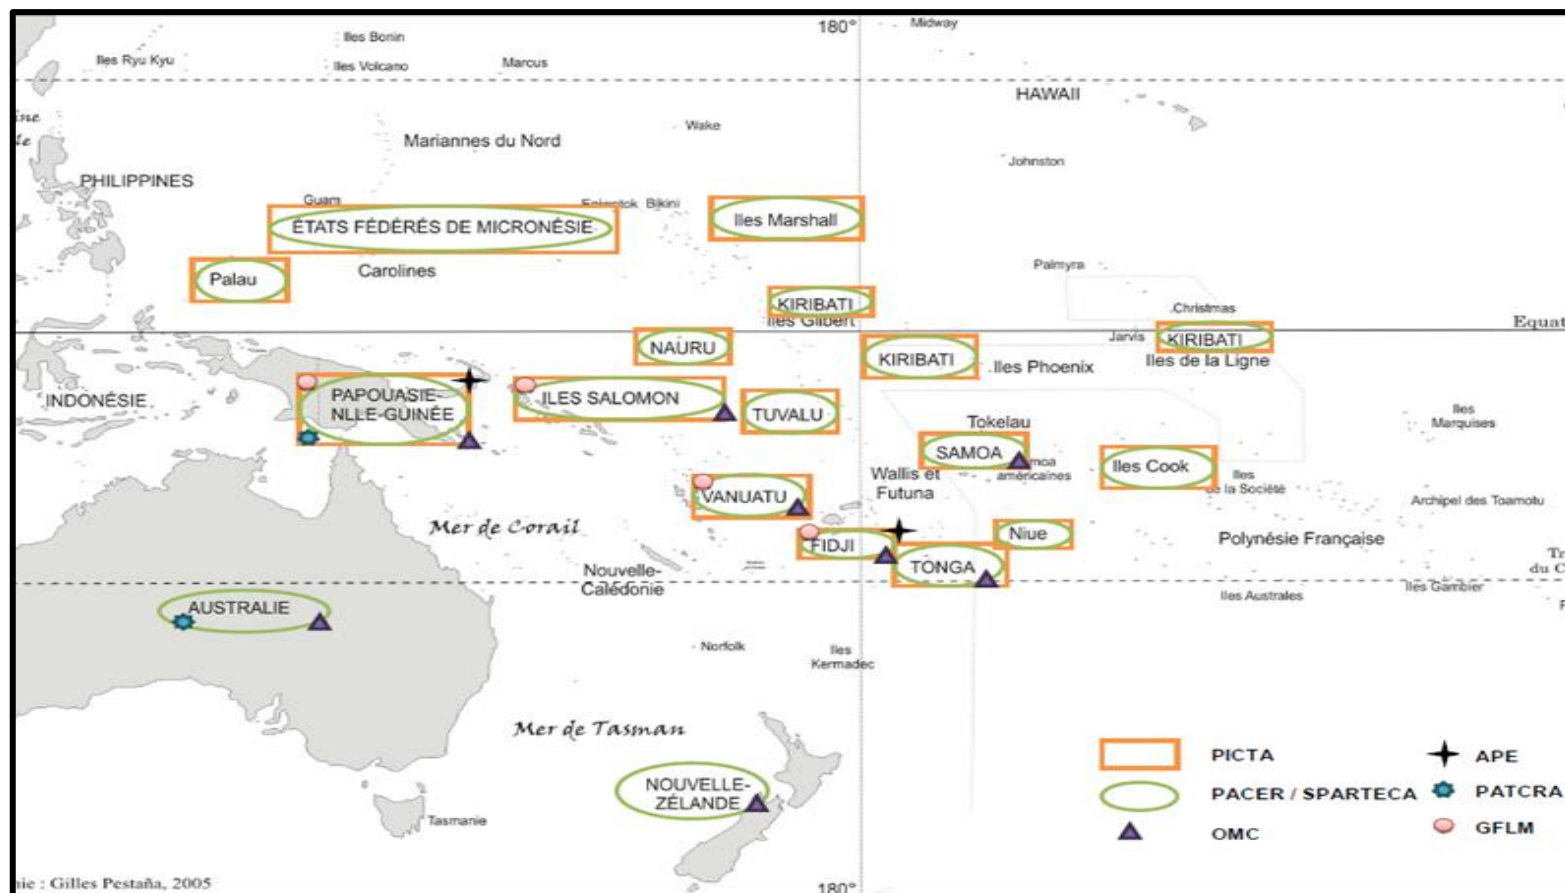 180°
Midway
Iles Bonin
Iles Ryu Kyu
Iles Volcano
Marcus
HAWAII
Wake
Mariannes du Nord
Johnston
PHILIPPINES
Guam
Bikini
Iles Marshall
ÉTATS FÉDÉRÉS DE MICRONÉSIE
Palau
Carolines
Palmyra
KIRIBATI
Iles Gilbert
Christmas
Jarvis
KIRIBATI
Iles de la Ligne
NAURU
KIRIBATI
Iles Phoenix
INDONÉSIE
PAPOUASIE-
NLLE-GUINÉE
ILES SALOMON
TUVALU
Tokelau
Iles
Marquises
SAMOA
américaines
Iles Cook
Iles
de la Société
Wallis et
Futuna
VANUATU
Archipel des Toamotu
Mer de Corail
FIDJI
Niue
Polynésie Française
TONGA
Nouvelle-
Calédonie
Iles Australes
Iles Gambier
AUSTRALIE
Norfolk
Iles
Kermadec
Mer de Tasman
NOUVELLE-
ZÉLANDE
Tasmanie
PICTA
APE
PACER / SPARTECA
PATCRA
OMC
GFLM
: Gilles Pestaña, 2005
180°